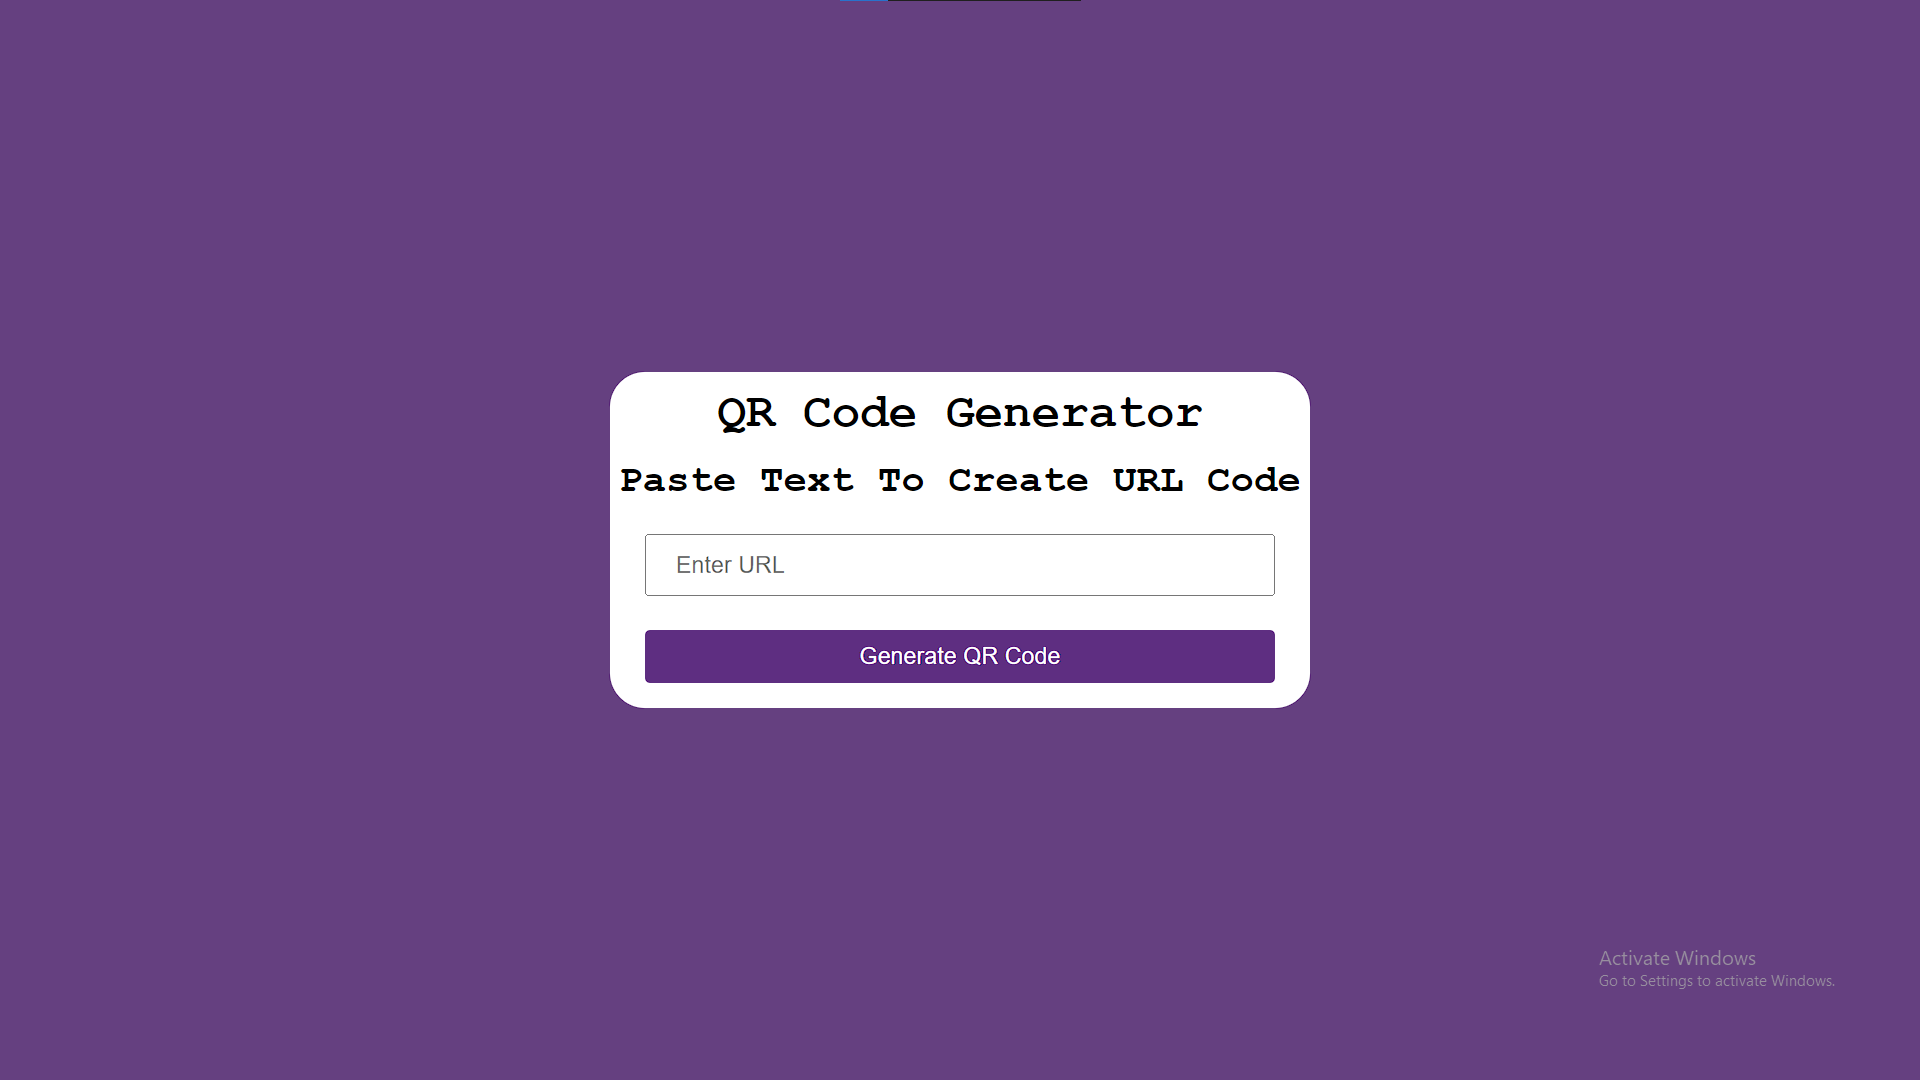 QR Code Generator
Paste Text To Create URL Code
Enter URL
Generate QR Code
Activate Windows
Go to Settings to activate Windows.